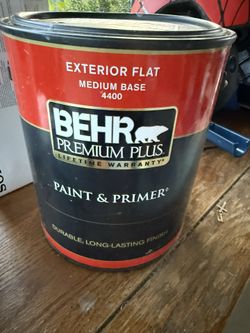 EXTERIOR FLAT
MEDIUM BASE
4400
BEHR
PREMIUM PLUS®
LIFETIME WARRANTY
PAINT & PRIMER
DURABLE, LONG-LASTING FINISH